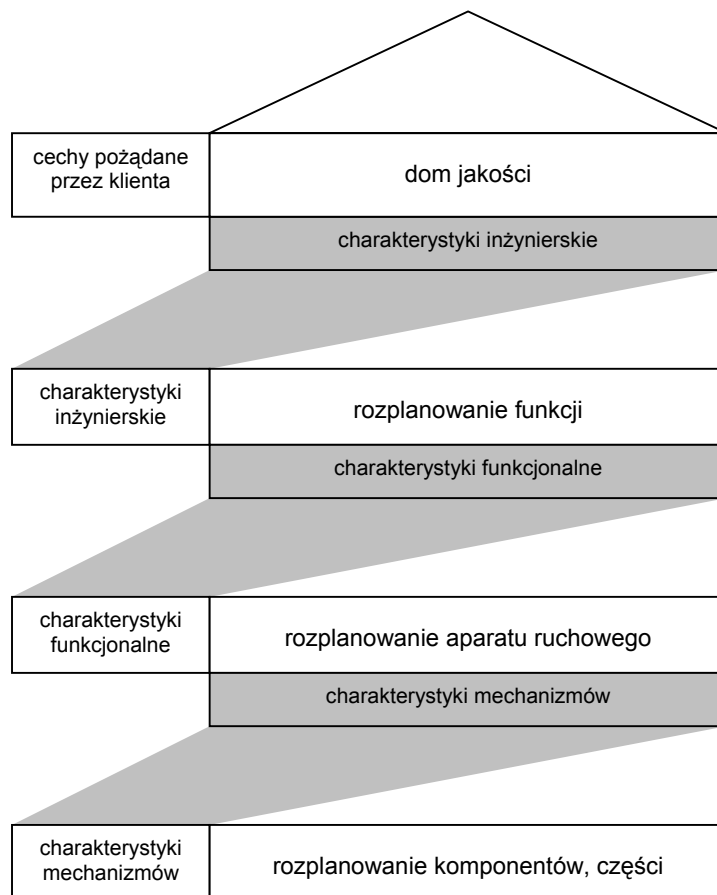 cechy pożądane
przez klienta
dom jakości
charakterystyki inżynierskie
charakterystyki
inżynierskie
rozplanowanie funkcji
charakterystyki funkcjonalne
charakterystyki
funkcjonalne
rozplanowanie aparatu ruchowego
charakterystyki mechanizmów
charakterystyki
mechanizmów
rozplanowanie komponentów, części